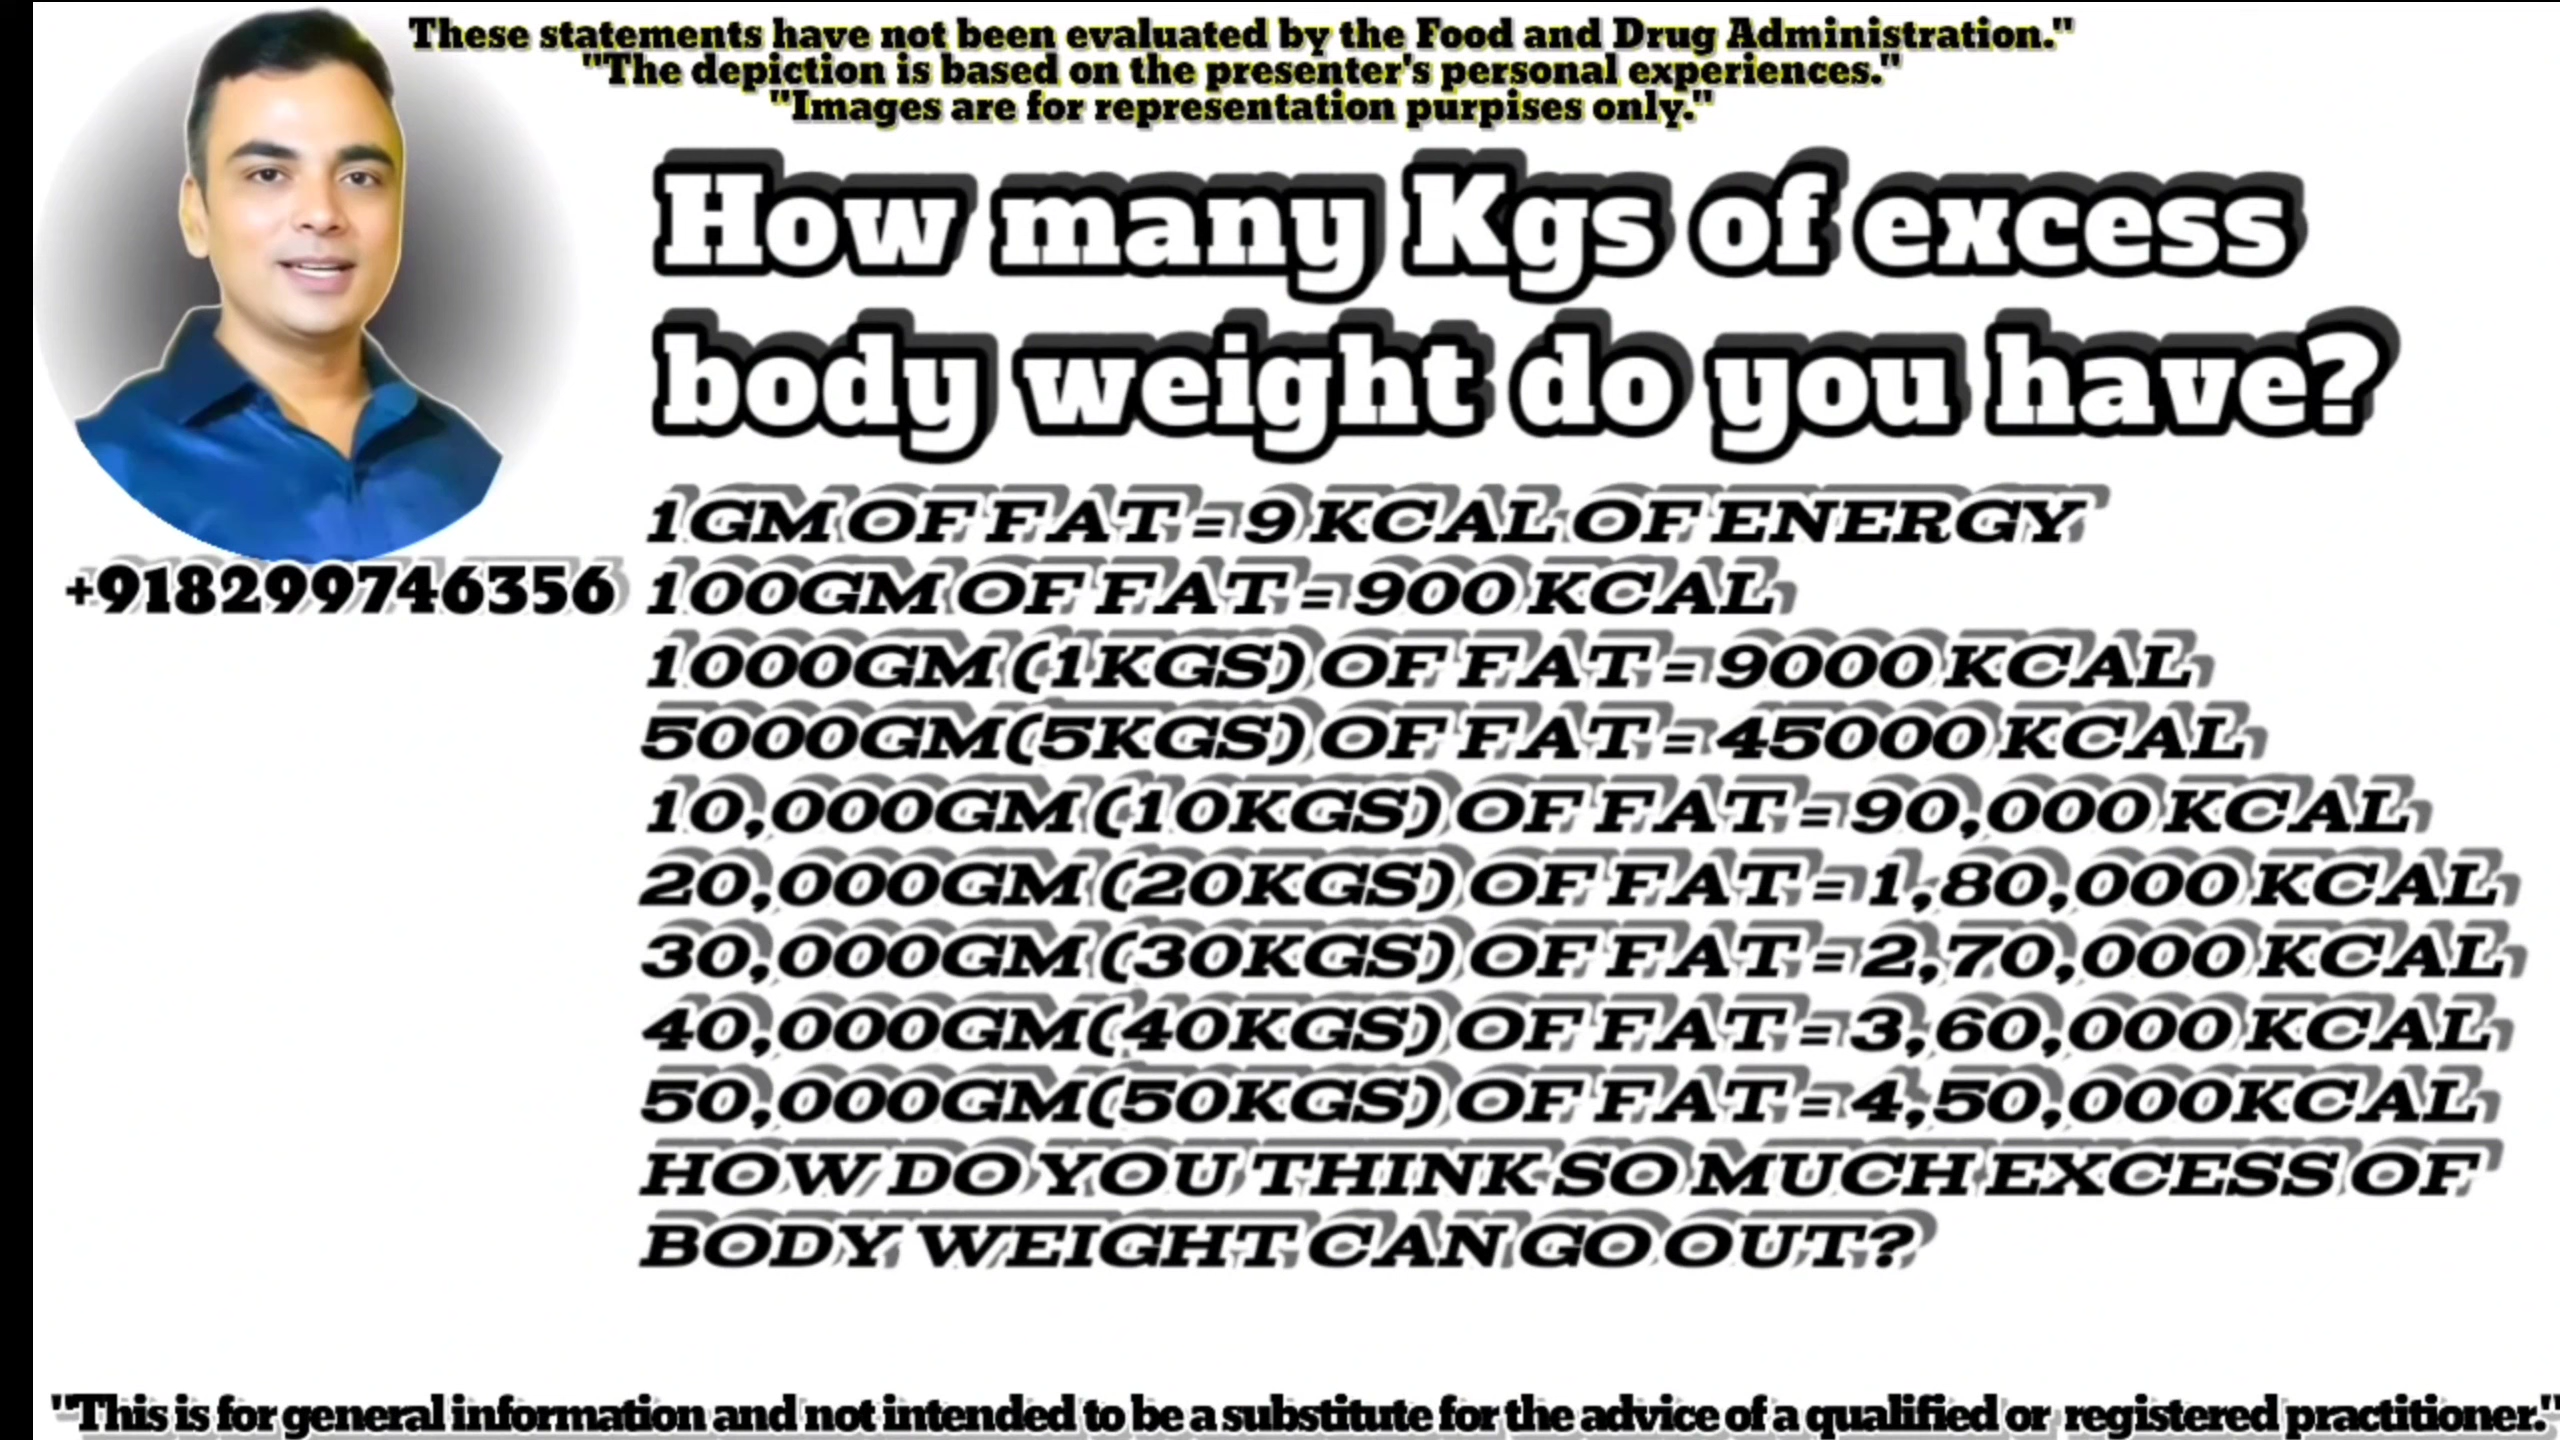 These statements have not been evaluated by the Food and Drug Administration."
"The depiction is based on the presenter's personal experiences."
"Images are for representation purpises only."
How many Kgs of excess
body weight do you have?
1GM OF FAT = 9 KCAL OF ENERGY
+918299746356
100GM OF FAT = 900 KCAL
1000GM (1KGS) OF FAT = 9000 KCAL
5000GM(5KGS) OF FAT = 45000 KCAL
10,000GM (10KGS) OF FAT = 90,000 KCAL
20,000GM (20KGS) OF FAT = 1,80,000 KCAL
30,000GM (30KGS) OF FAT = 2,70,000 KCAL
40,000GM(40KGS) OF FAT = 3,60,000 KCAL
50,000GM(50KGS) OF FAT = 4,50,000KCAL
HOW DO YOU THINK SO MUCH EXCESS OF
BODY WEIGHT CAN GO OUT?
"This is for general information and not intended to be a substitute for the advice of a qualified or registered practitioner."